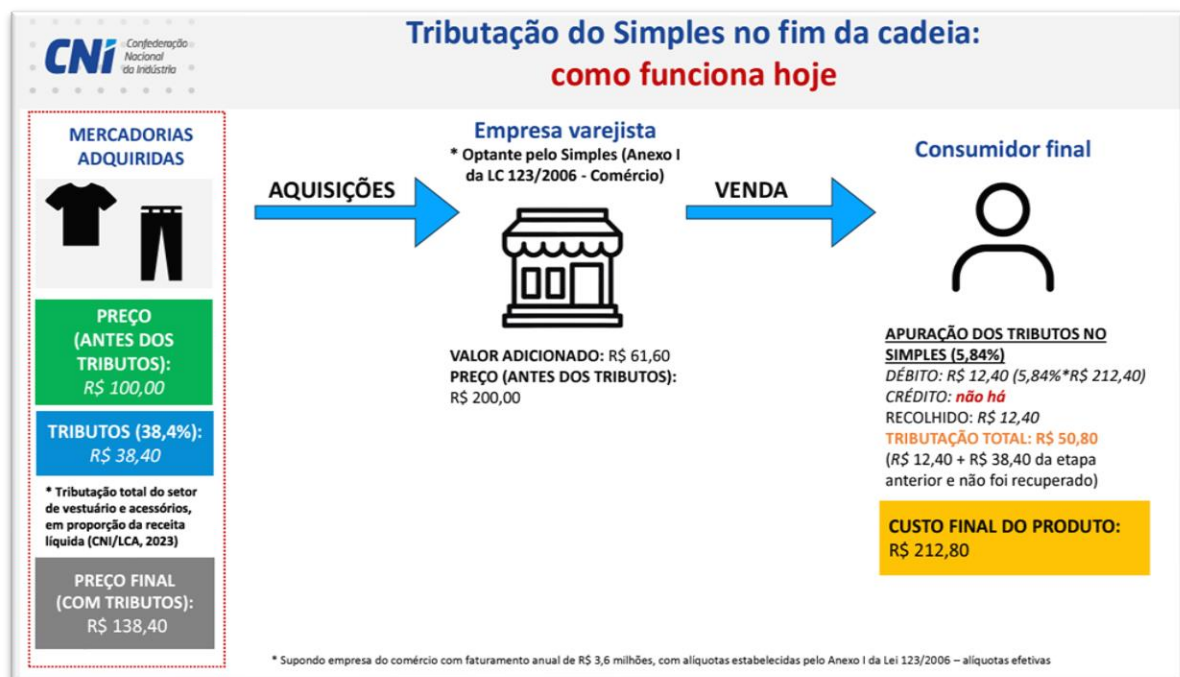 CNI Confederação
Nacional
da Indústria
Tributação do Simples no fim da cadeia:
como funciona hoje
MERCADORIAS
ADQUIRIDAS
PREÇO
(ANTES DOS
TRIBUTOS):
R$ 100,00
TRIBUTOS (38,4%):
R$ 38,40
* Tributação total do setor
de vestuário e acessórios,
em proporção da receita
líquida (CNI/LCA, 2023)
PREÇO FINAL
(COM TRIBUTOS):
R$ 138,40
AQUISIÇÕES
Empresa varejista
* Optante pelo Simples (Anexo I
da LC 123/2006 - Comércio)
VALOR ADICIONADO: R$ 61,60
PREÇO (ANTES DOS TRIBUTOS):
R$ 200,00
VENDA
Consumidor final
APURAÇÃO DOS TRIBUTOS NO
SIMPLES (5,84%)
DÉBITO: R$ 12,40 (5,84%*R$ 212,40)
CRÉDITO: não há
RECOLHIDO: R$ 12,40
TRIBUTAÇÃO TOTAL: R$ 50,80
(R$ 12,40 + R$ 38,40 da etapa
anterior e não foi recuperado)
CUSTO FINAL DO PRODUTO:
R$ 212,80
* Supondo empresa do comércio com faturamento anual de R$ 3,6 milhões, com alíquotas estabelecidas pelo Anexo I da Lei 123/2006 – alíquotas efetivas